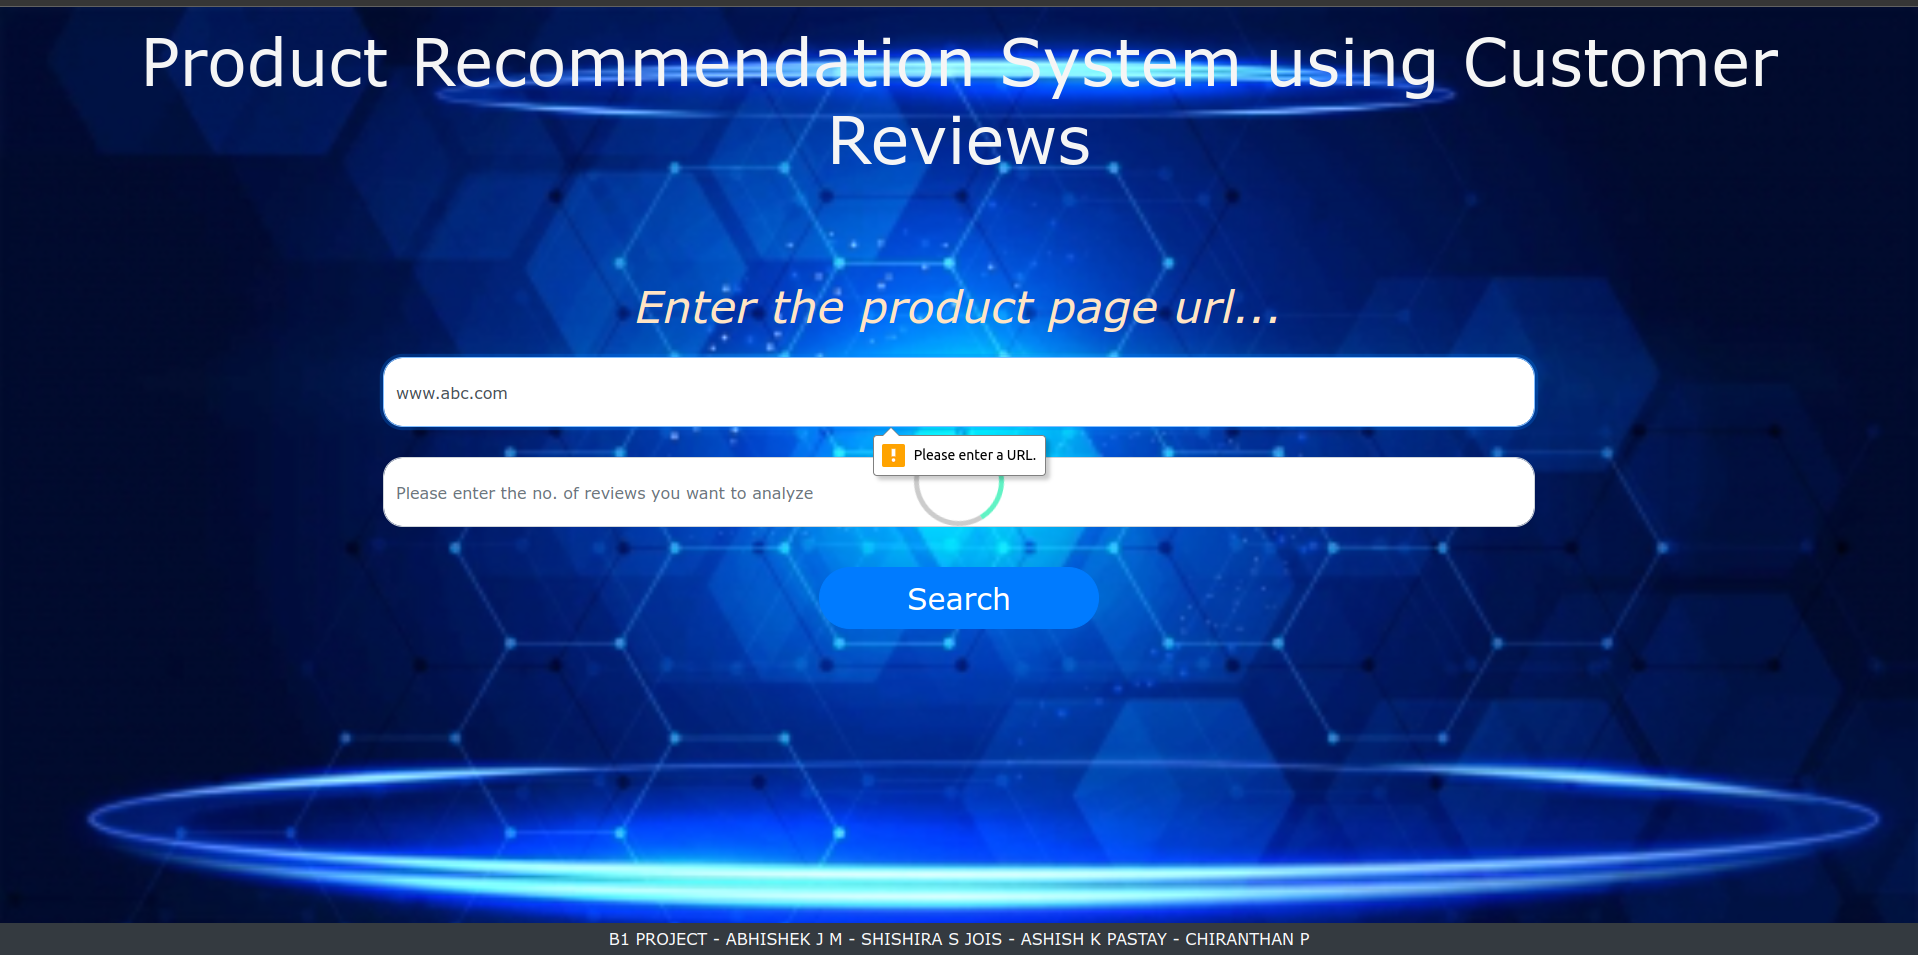 Product Recommendation System using Customer
Reviews
Enter the product page url...
www.abc.com
Please enter a URL.
Please enter the no. of reviews you want to analyze
Search
B1 PROJECT - ABHISHEK J M - SHISHIRA S JOIS - ASHISH K PASTAY - CHIRANTHAN P